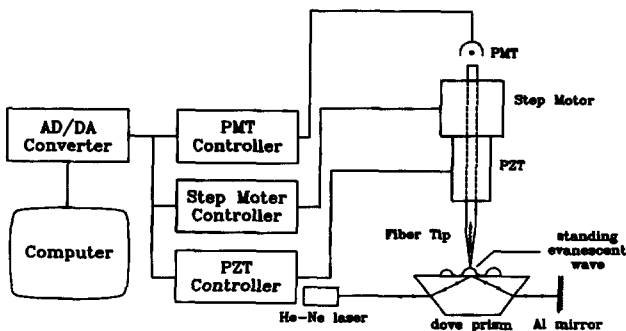 PMT
Step Motor
AD/DA
Converter
PMT
Controller
PZT
Step Moter
Controller
Fiber Tip
standing
evanescent
wave
Computer
PZT
Controller
He-Ne laser
dove prism
Al mirror